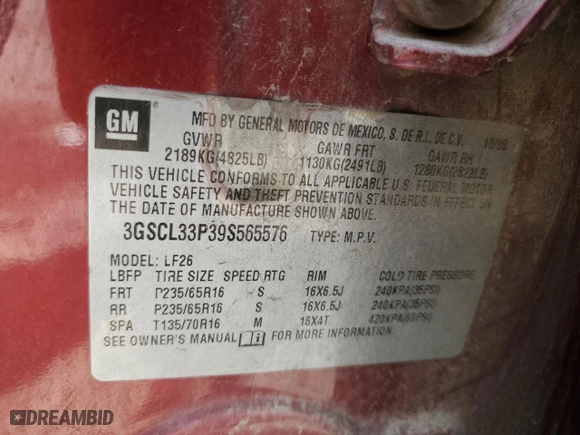 GM
MFD BY GENERAL MOTORS DE MEXICO, S. DE R.L. DE C.V. 10/08
GVWR GAWR FRT GAWR RR
2189KG(4825LB) 1130KG(2491LB) 1280KG(2822LB)
THIS VEHICLE CONFORMS TO ALL APPLICABLE U.S. FEDERAL MOTOR
VEHICLE SAFETY AND THEFT PREVENTION STANDARDS IN EFFECT ON
THE DATE OF MANUFACTURE SHOWN ABOVE.
3GSCL33P39S565576 TYPE: M.P.V.
MODEL: LF26
LBFP TIRE SIZE SPEED RTG RIM COLD TIRE PRESSURE
FRT P235/65R16 S 16X6.5J 240KPA(35PSI)
RR P235/65R16 S 16X6.5J 240KPA(35PSI)
SPA T135/70R16 M 16X4T 420KPA(60PSI)
SEE OWNER'S MANUAL FOR MORE INFORMATION
DREAMBID